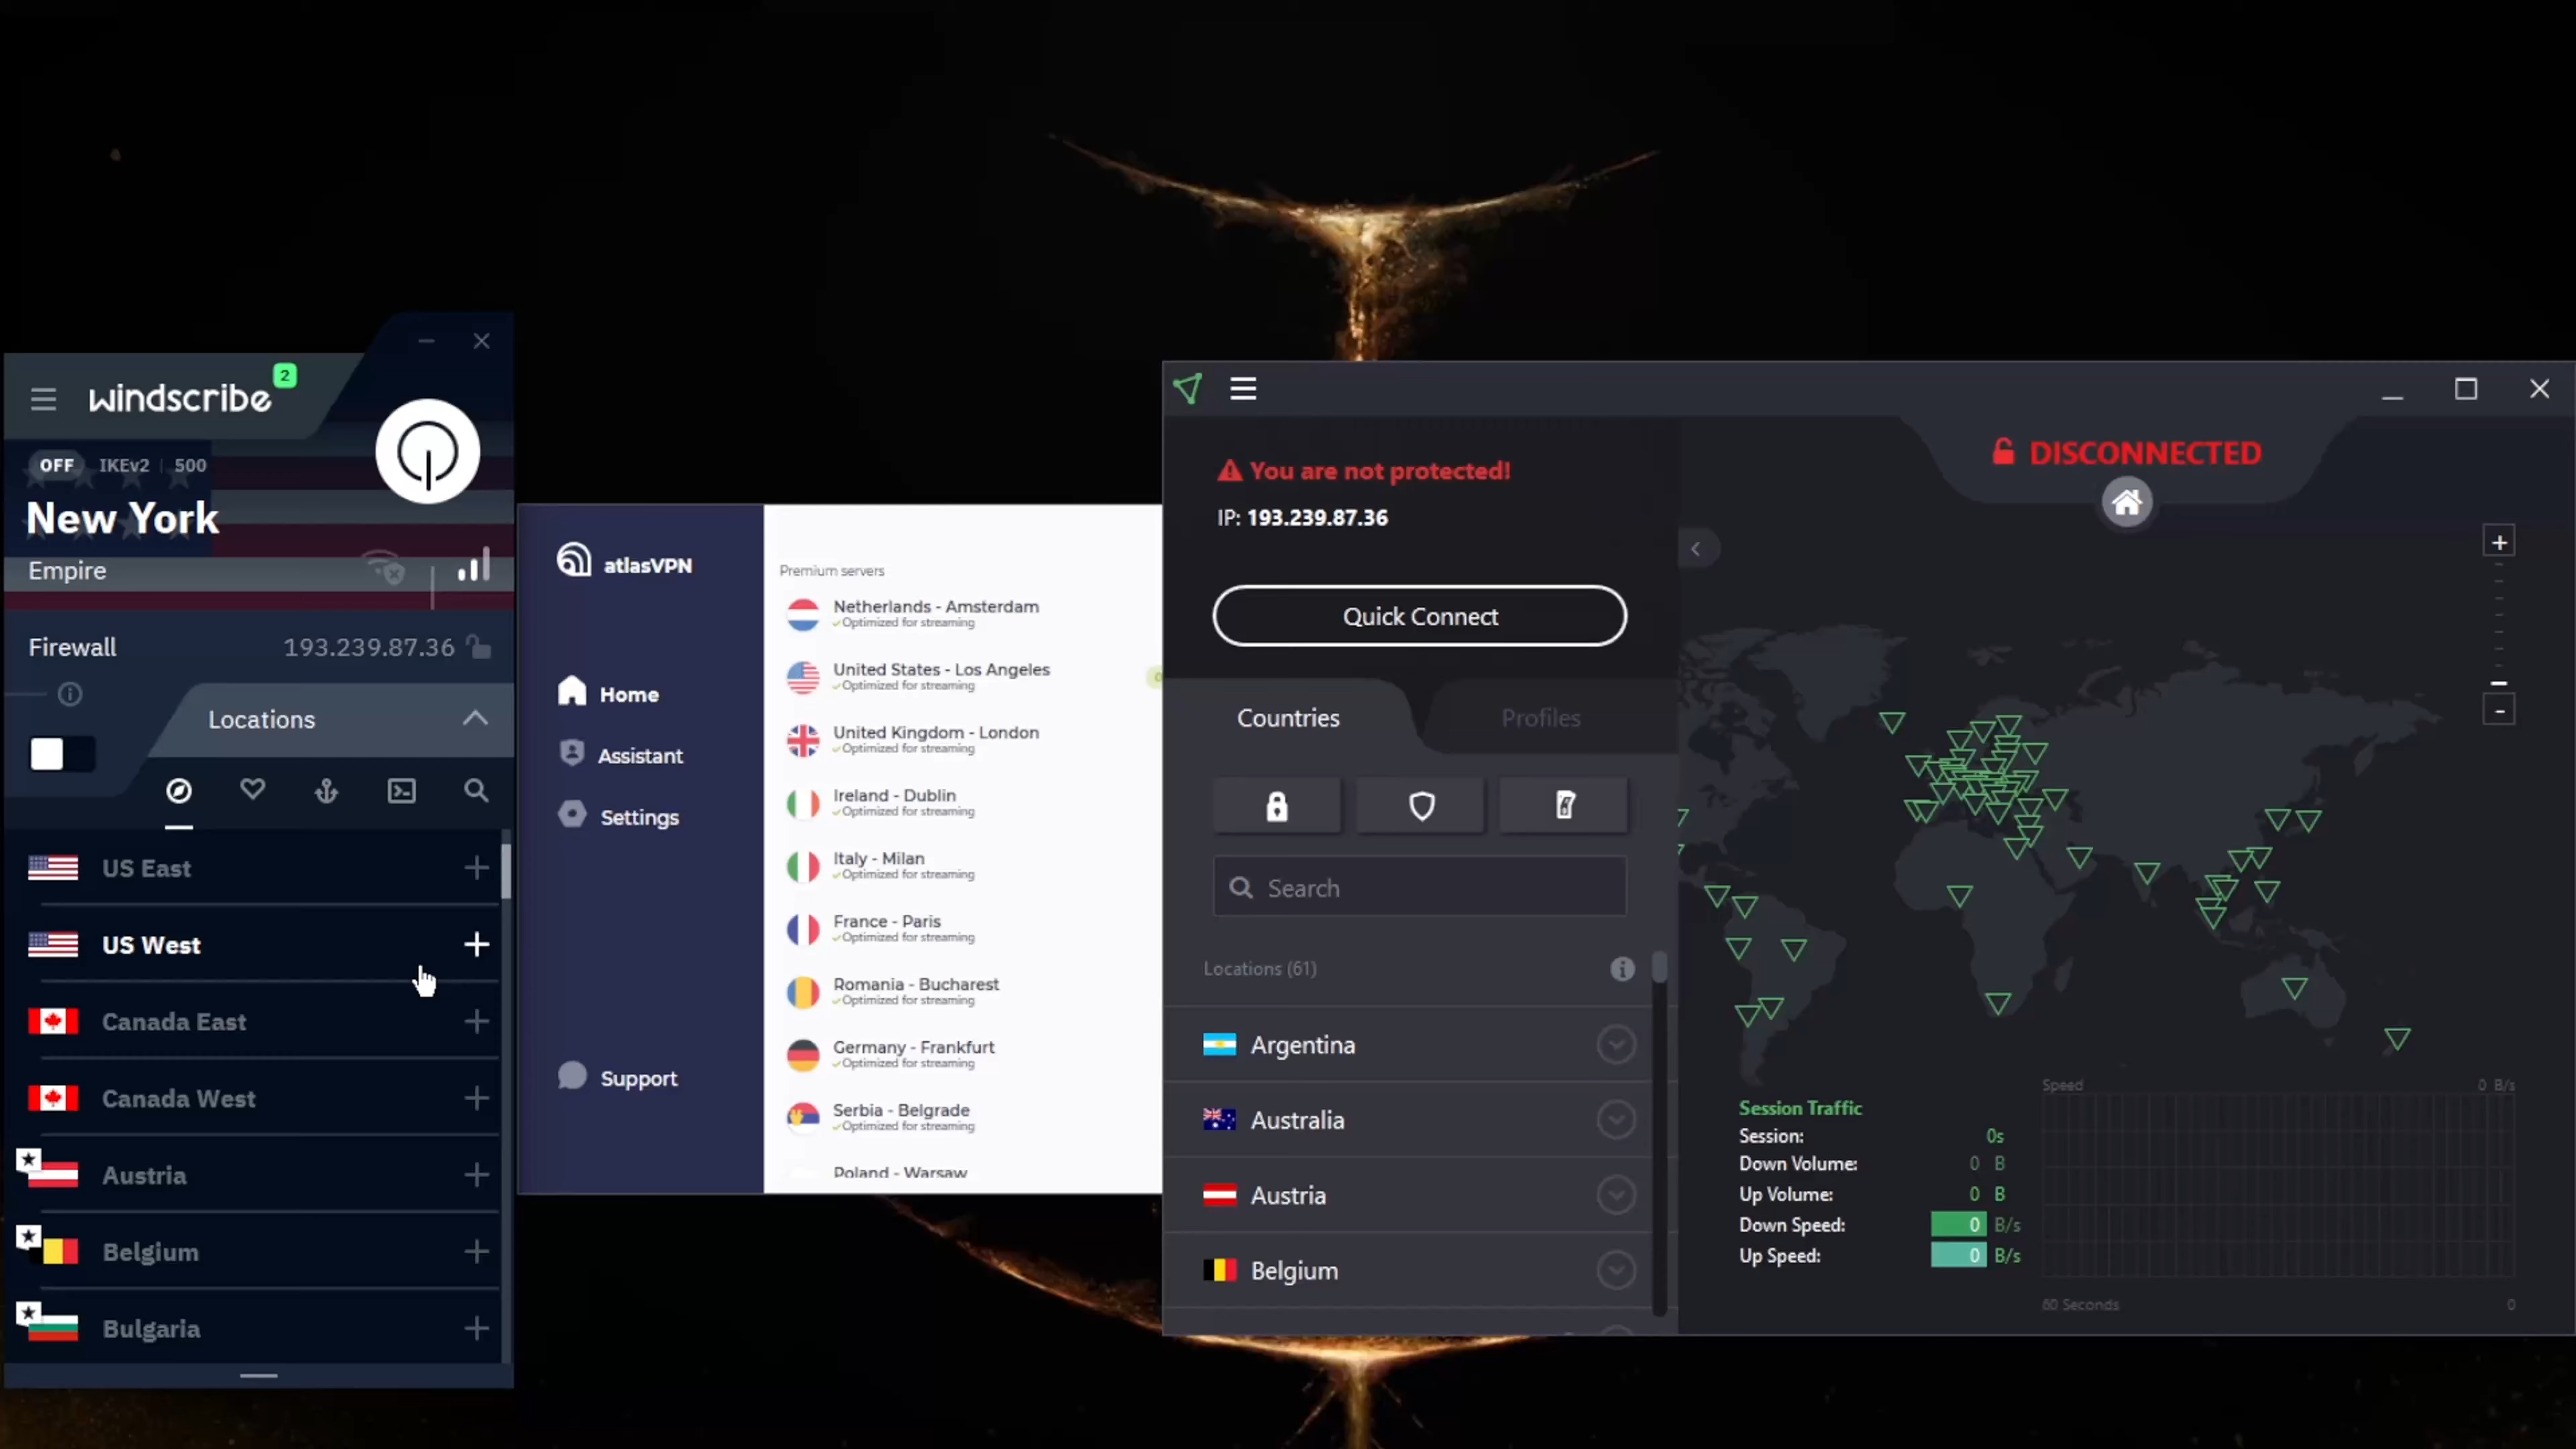 windscribe
2
OFF IKEv2 500
New York
Empire
Firewall 193.239.87.36
Locations
US East
US West
Canada East
Canada West
Austria
Belgium
Bulgaria
atlasVPN
Home
Assistant
Settings
Support
Premium servers
Netherlands - Amsterdam
Optimized for streaming
United States - Los Angeles
Optimized for streaming
United Kingdom - London
Optimized for streaming
Ireland - Dublin
Optimized for streaming
Italy - Milan
Optimized for streaming
France - Paris
Optimized for streaming
Romania - Bucharest
Optimized for streaming
Germany - Frankfurt
Optimized for streaming
Serbia - Belgrade
Optimized for streaming
Poland - Warsaw
You are not protected!
IP: 193.239.87.36
Quick Connect
Countries
Profiles
Search
Locations (61)
Argentina
Australia
Austria
Belgium
DISCONNECTED
+
-
Session Traffic
Session: 0s
Down Volume: 0 B
Up Volume: 0 B
Down Speed: 0 B/s
Up Speed: 0 B/s
Speed 0 B/s
60 Seconds 0